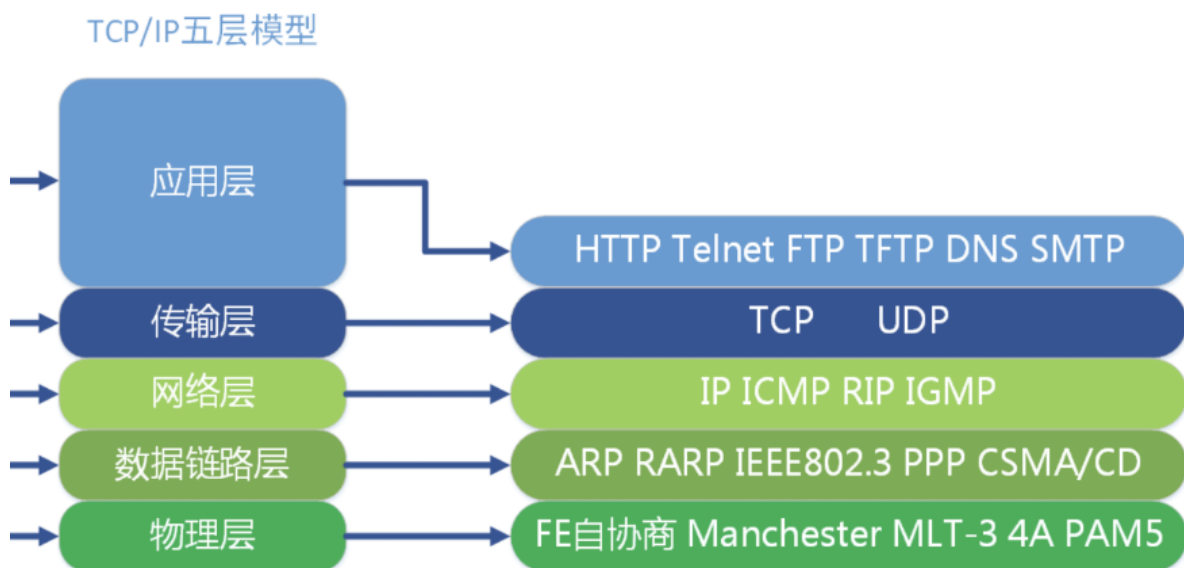 TCP/IP五层模型
应用层
HTTP Telnet FTP TFTP DNS SMTP
传输层
TCP UDP
网络层
IP ICMP RIP IGMP
数据链路层
ARP RARP IEEE802.3 PPP CSMA/CD
物理层
FE自协商 Manchester MLT-3 4A PAM5